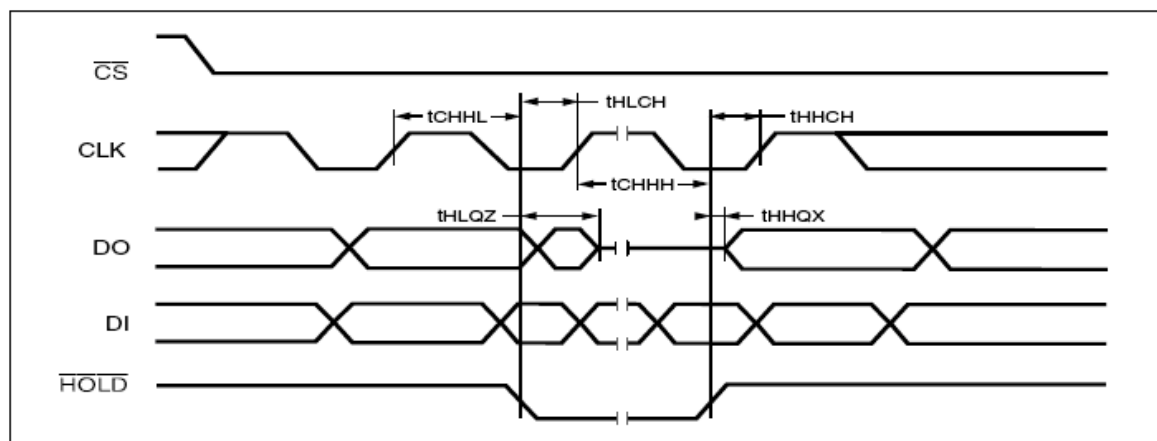 CS
tHLCH
tCHHL
tHHCH
CLK
tCHHH
tHLQZ
tHHQX
DO
DI
HOLD